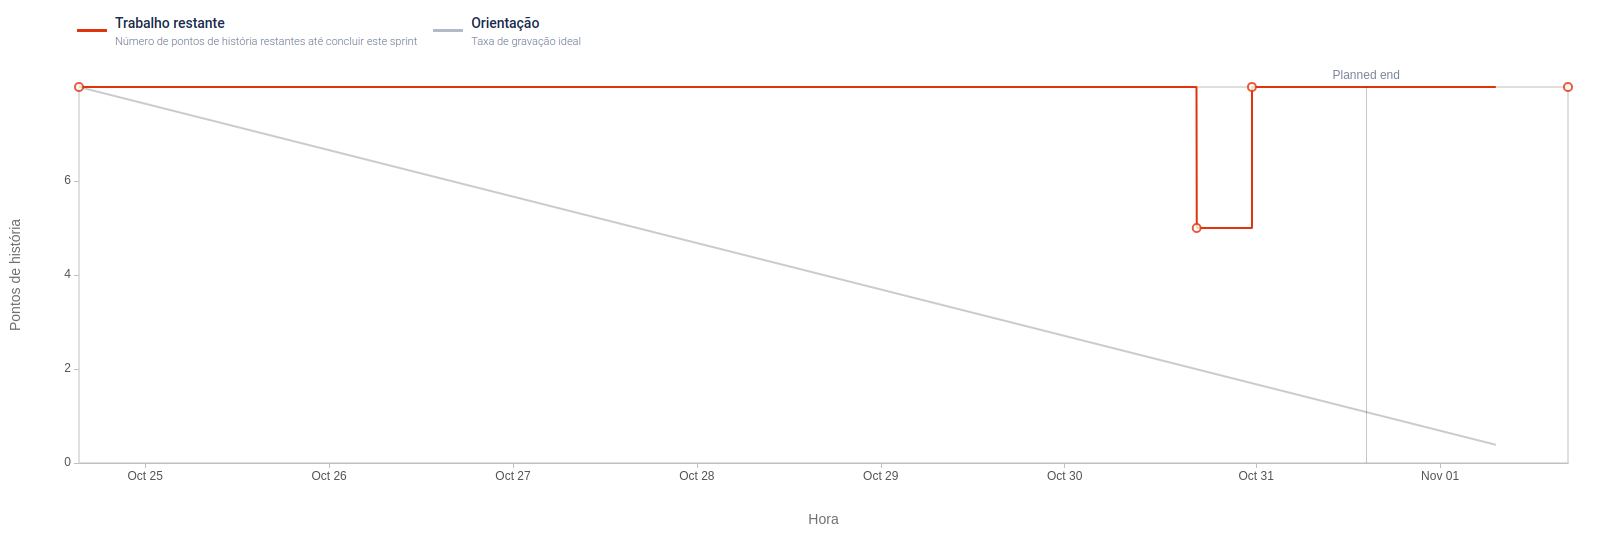 Trabalho restante
Número de pontos de história restantes até concluir este sprint
Orientação
Taxa de gravação ideal
Planned end
6
4
2
0
Pontos de história
Oct 25
Oct 26
Oct 27
Oct 28
Oct 29
Oct 30
Oct 31
Nov 01
Hora